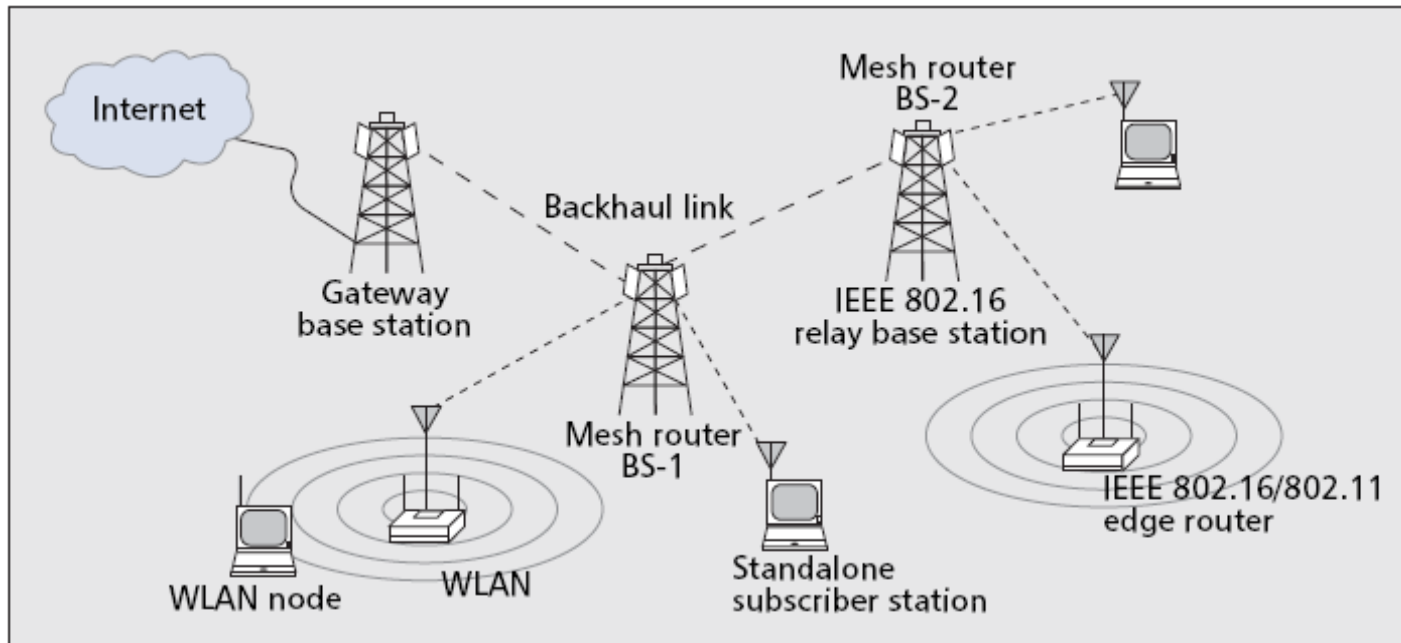 Internet
Mesh router
BS-2
Backhaul link
Gateway
base station
IEEE 802.16
relay base station
Mesh router
BS-1
IEEE 802.16/802.11
edge router
WLAN node
WLAN
Standalone
subscriber station